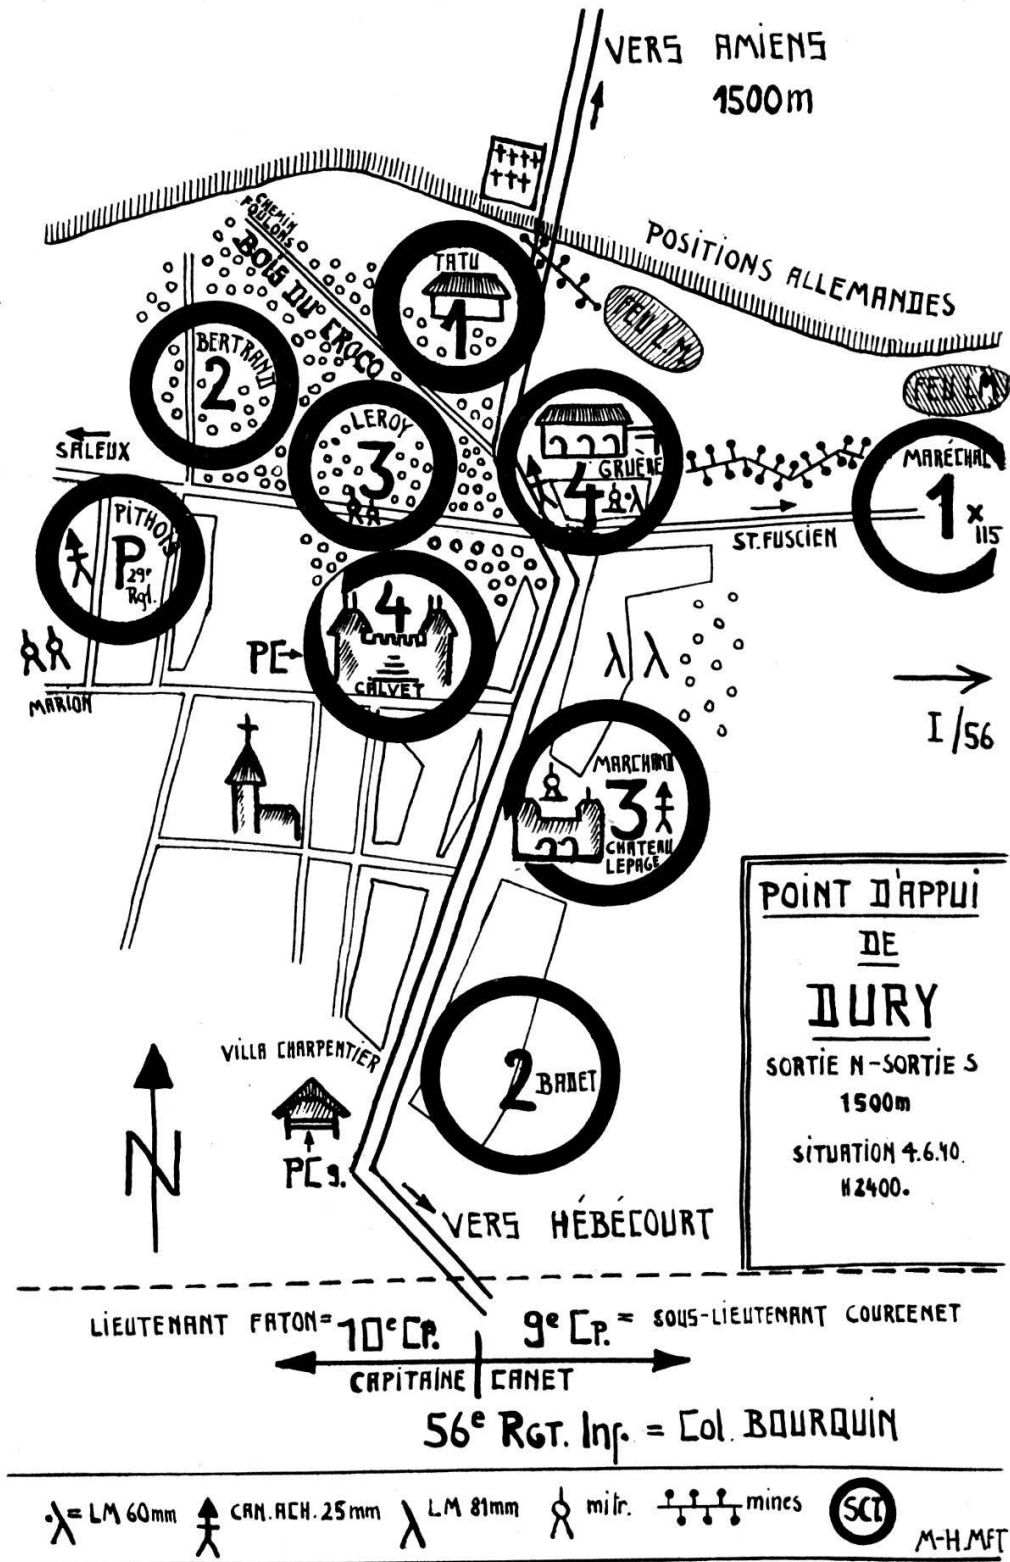 VERS AMIENS
1500m
POSITIONS ALLEMANDES
CHEMIN
FOULONS
BOIS DU CROCQ
TATU
1
FEU L.M.
FEU LM
BERTRAND
2
LEROY
3
GRUÈRE
4
MARÉCHAL
1 x
115
SALEUX
ST. FUSCIEN
PITHOIS
P
29e
Rgt.
4
CALVET
PC
MARION
I/56
MARCHAND
3
CHATEAU
LEPAGE
POINT D'APPUI
DE
DURY
SORTIE N-SORTIE S
1500m
SITUATION 4.6.40.
H2400.
2 BADET
VILLA CHARPENTIER
PC 9.
N
VERS HÉBÉCOURT
LIEUTENANT FATON = 10e CP. 9e CP. = SOUS-LIEUTENANT COURCENET
CAPITAINE CANET
56e RGT. Inf. = Col. BOURQUIN
= LM 60mm CAN. ACH. 25mm LM 81mm mitr. mines SCT
M-H.MFT